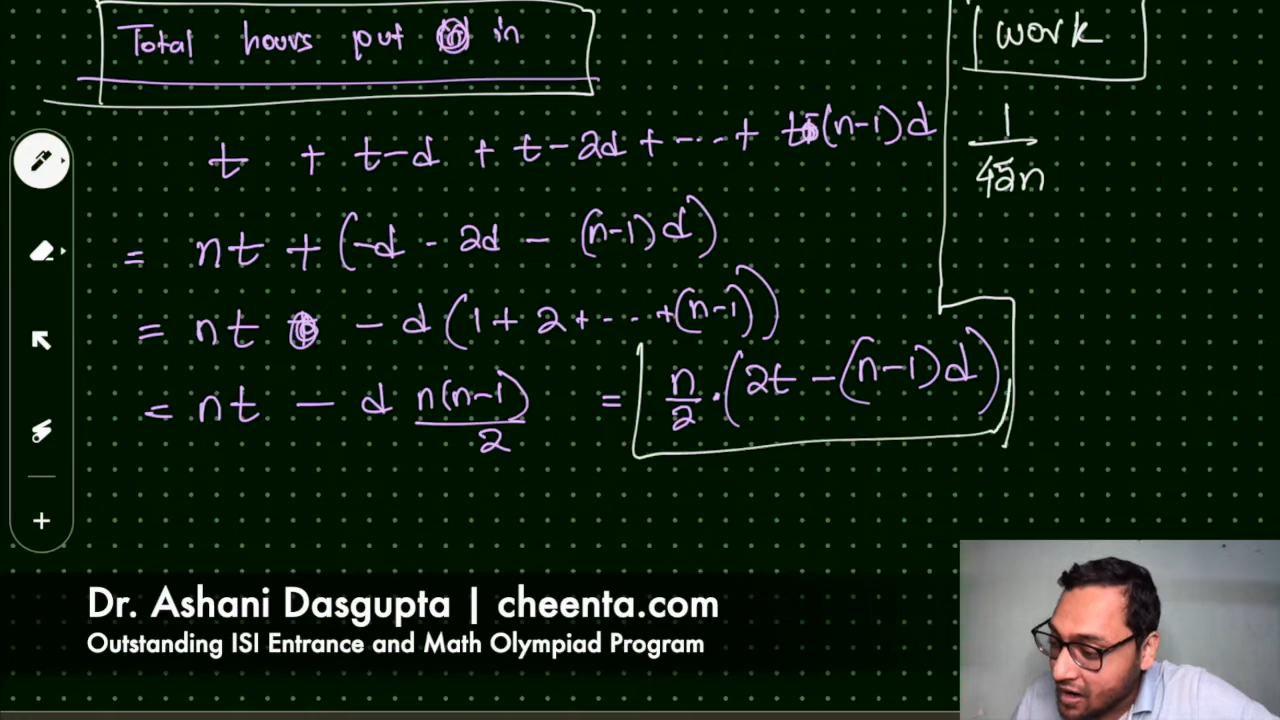 Total hours put in
work
t + t-d + t-2d + --- + t-(n-1)d
1/45n
= nt + (-d - 2d - (n-1)d)
= nt - d (1+2+---+(n-1))
= nt - d n(n-1)/2 = n/2 . (2t - (n-1)d)
Dr. Ashani Dasgupta | cheenta.com
Outstanding ISI Entrance and Math Olympiad Program